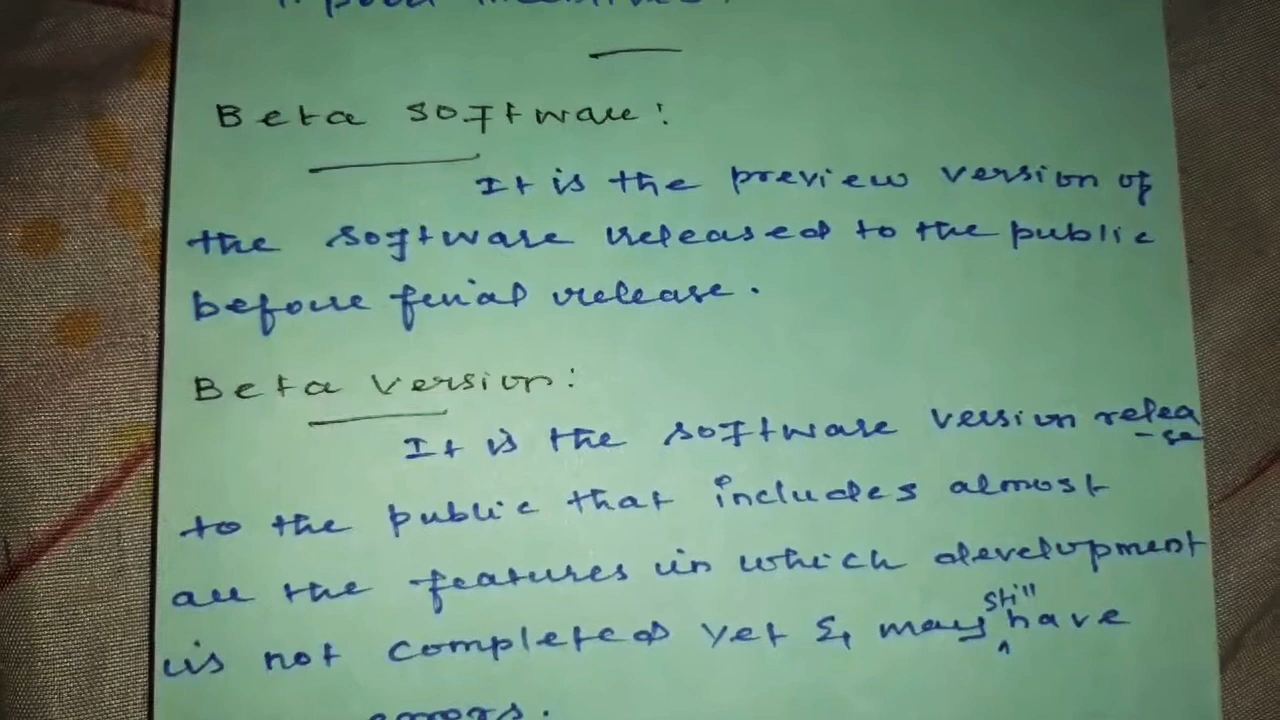 Beta software:
It is the preview version of
the software released to the public
before final release.
Beta version:
It is the software version relea
-se
to the public that includes almost
all the features in which development
is not completed yet & may still have
errors.